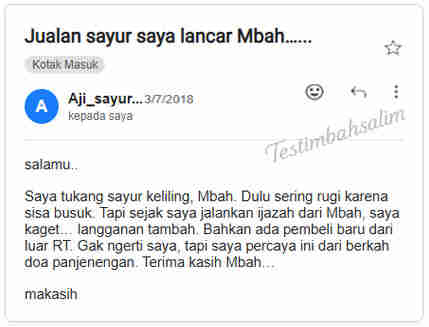 Jualan sayur saya lancar Mbah......
Kotak Masuk
A
Aji_sayur... 3/7/2018
kepada saya
Testimbahsalim
salamu..
Saya tukang sayur keliling, Mbah. Dulu sering rugi karena
sisa busuk. Tapi sejak saya jalankan ijazah dari Mbah, saya
kaget… langganan tambah. Bahkan ada pembeli baru dari
luar RT. Gak ngerti saya, tapi saya percaya ini dari berkah
doa panjenengan. Terima kasih Mbah…
makasih